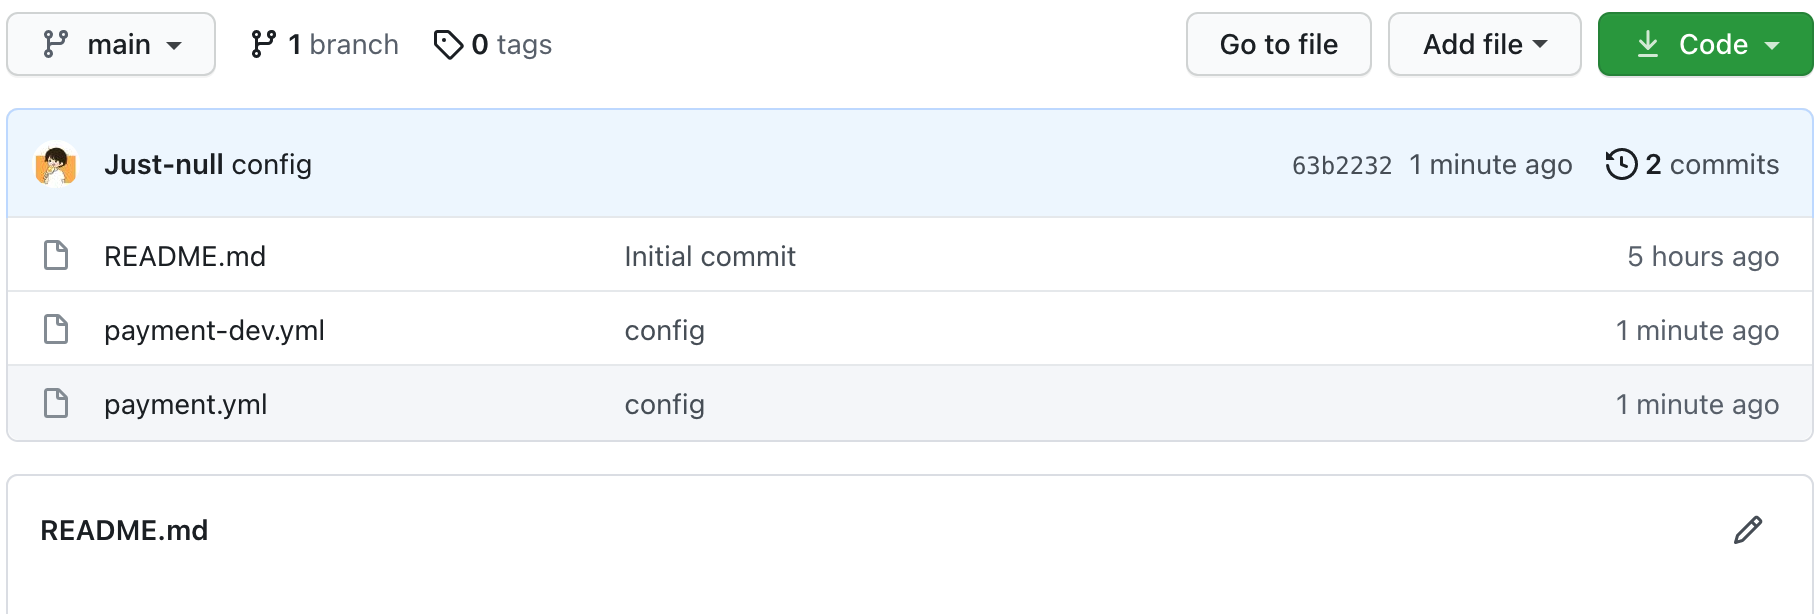 main 1 branch 0 tags Go to file Add file Code
Just-null config 63b2232 1 minute ago 2 commits
README.md Initial commit 5 hours ago
payment-dev.yml config 1 minute ago
payment.yml config 1 minute ago
README.md